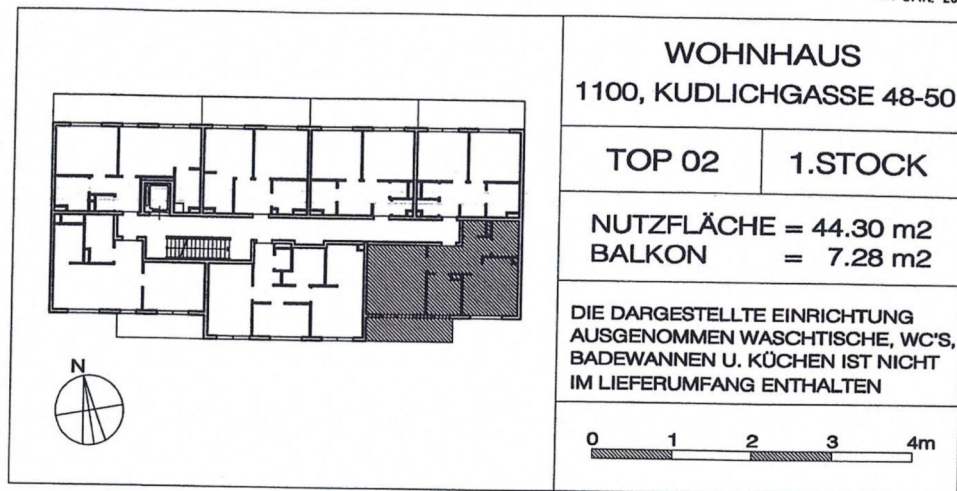 WOHNHAUS
1100, KUDLICHGASSE 48-50
TOP 02
1.STOCK
NUTZFLÄCHE = 44.30 m2
BALKON = 7.28 m2
DIE DARGESTELLTE EINRICHTUNG
AUSGENOMMEN WASCHTISCHE, WC'S,
BADEWANNEN U. KÜCHEN IST NICHT
IM LIEFERUMFANG ENTHALTEN
N
0 1 2 3 4m